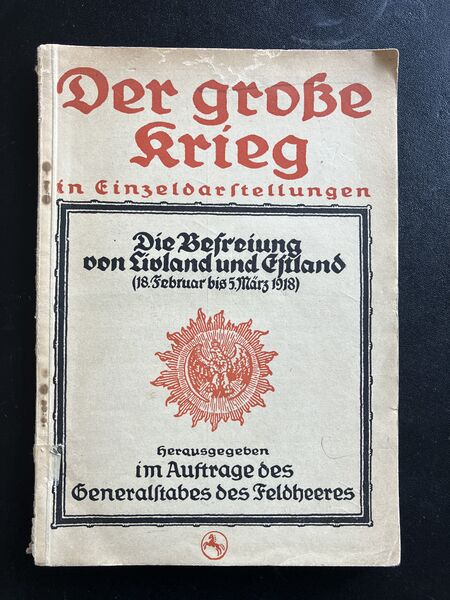 Der große
Krieg
in Einzeldarſtellungen
Die Befreiung
von Livland und Eſtland
(18. Februar bis 5. März 1918)
Herausgegeben
im Auftrage des
Generalſtabes des Feldheeres